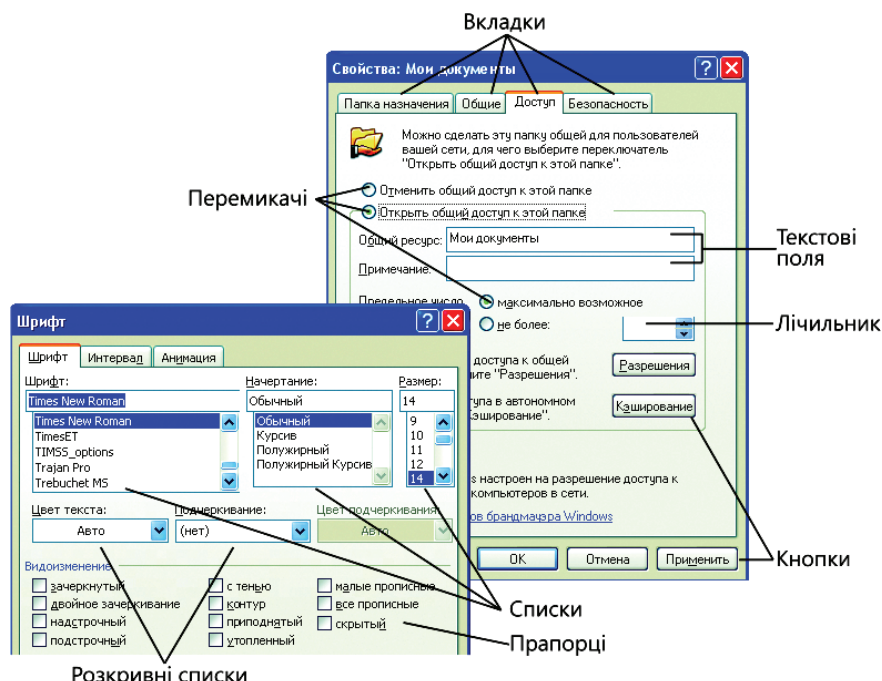 Вкладки
Свойства: Мои документы
Папка назначения Общие Доступ Безопасность
Можно сделать эту папку общей для пользователей
вашей сети, для чего выберите переключатель
"Открыть общий доступ к этой папке".
Перемикачі
Отменить общий доступ к этой папке
Открыть общий доступ к этой папке
Общий ресурс: Мои документы
Примечание:
Текстові
поля
Предельное число
максимально возможное
не более:
Лічильник
доступа к общей
"Разрешения".
Разрешения
в автономном
Кэширование
настроен на разрешение доступа к
компьютеров в сети.
брандмауэра Windows
OK Отмена Применить
Кнопки
Шрифт
Шрифт Интервал Анимация
Шрифт: Начертание: Размер:
Times New Roman Обычный 14
Times New Roman Обычный 9
TimesET Курсив 10
TIMSS_options Полужирный 11
Trajan Pro Полужирный Курсив 12
Trebuchet MS 14
Цвет текста: Подчеркивание: Цвет подчеркивания:
Авто (нет) Авто
Видоизменение
зачеркнутый с тенью малые прописные
двойное зачеркивание контур все прописные
надстрочный приподнятый скрытый
подстрочный утопленный
Списки
Прапорці
Розкривні списки